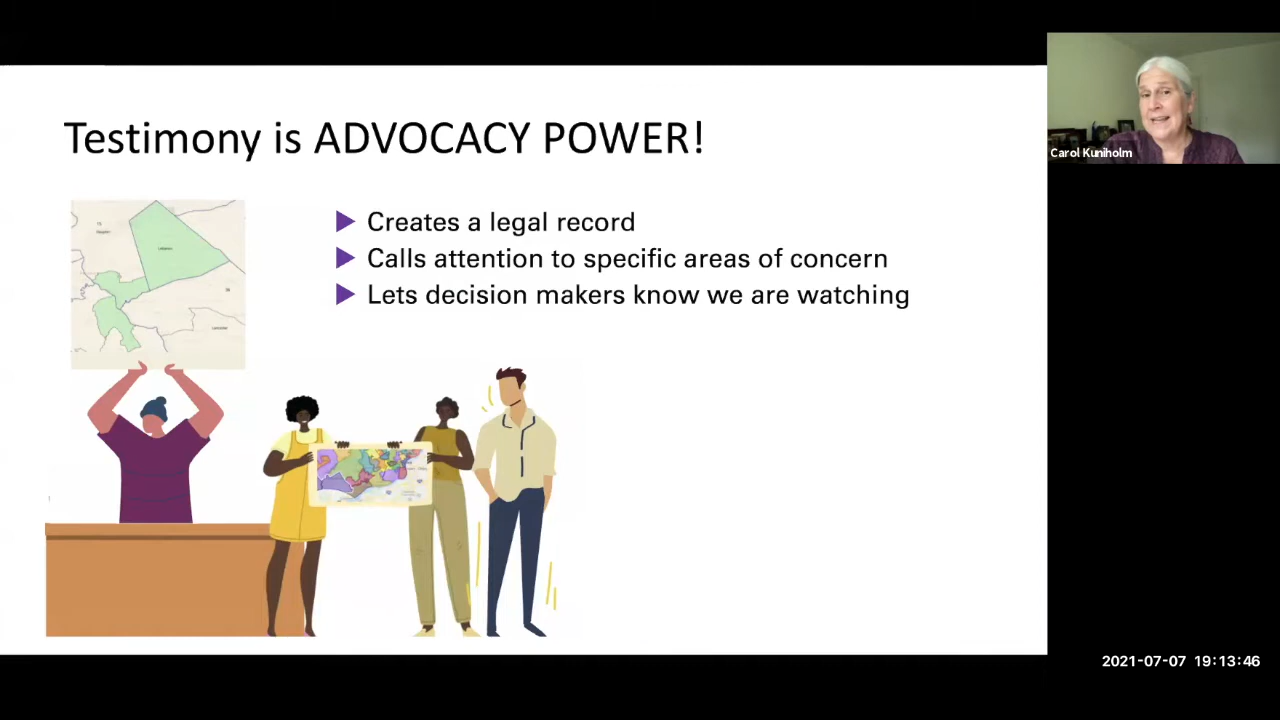 Testimony is ADVOCACY POWER!
Creates a legal record
Calls attention to specific areas of concern
Lets decision makers know we are watching
Carol Kuniholm
2021-07-07 19:13:46